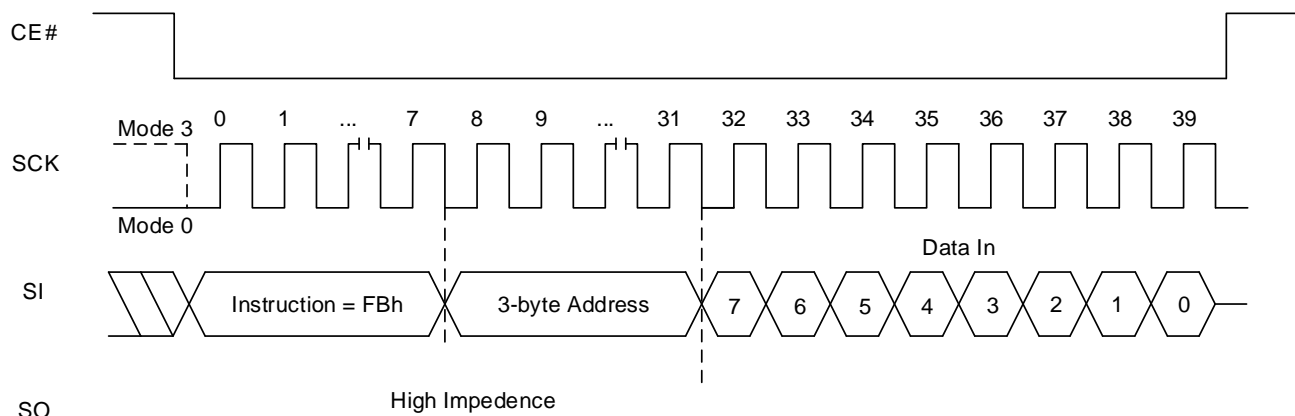 CE#
Mode 3
0 1 ... 7 8 9 ... 31 32 33 34 35 36 37 38 39
SCK
Mode 0
Data In
SI
Instruction = FBh 3-byte Address 7 6 5 4 3 2 1 0
High Impedence
SO